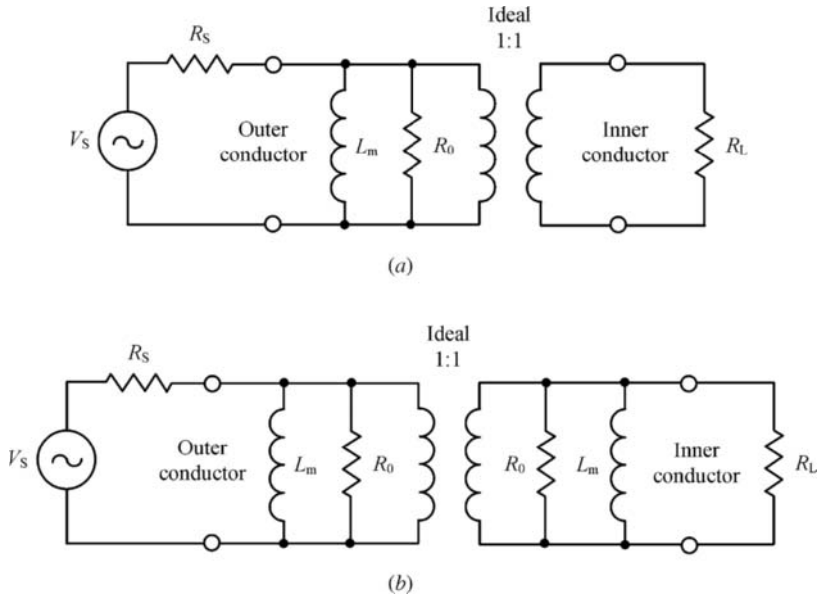 Ideal
1:1
R_S
V_S
Outer
conductor
L_m
R_0
Inner
conductor
R_L
(a)
Ideal
1:1
R_S
V_S
Outer
conductor
L_m
R_0
R_0
L_m
Inner
conductor
R_L
(b)